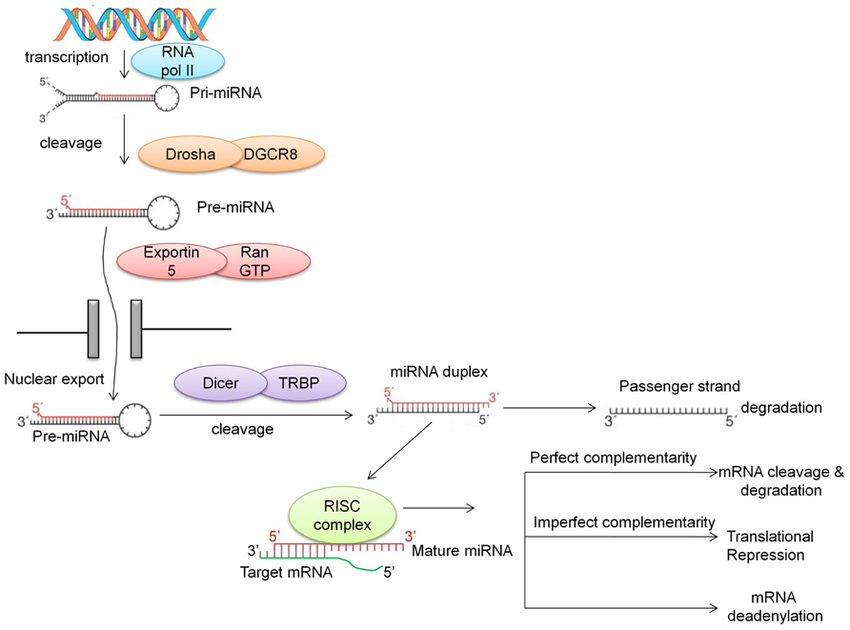 transcription
RNA
pol II
5´
3´
Pri-miRNA
cleavage
Drosha
DGCR8
5´
3´
Pre-miRNA
Exportin
5
Ran
GTP
Nuclear export
5´
3´
Pre-miRNA
Dicer
TRBP
cleavage
miRNA duplex
5´
3´
3´
5´
Passenger strand
3´
5´
degradation
RISC
complex
5’
3’
3’
Mature miRNA
Target mRNA
5’
Perfect complementarity
mRNA cleavage &
degradation
Imperfect complementarity
Translational
Repression
mRNA
deadenylation